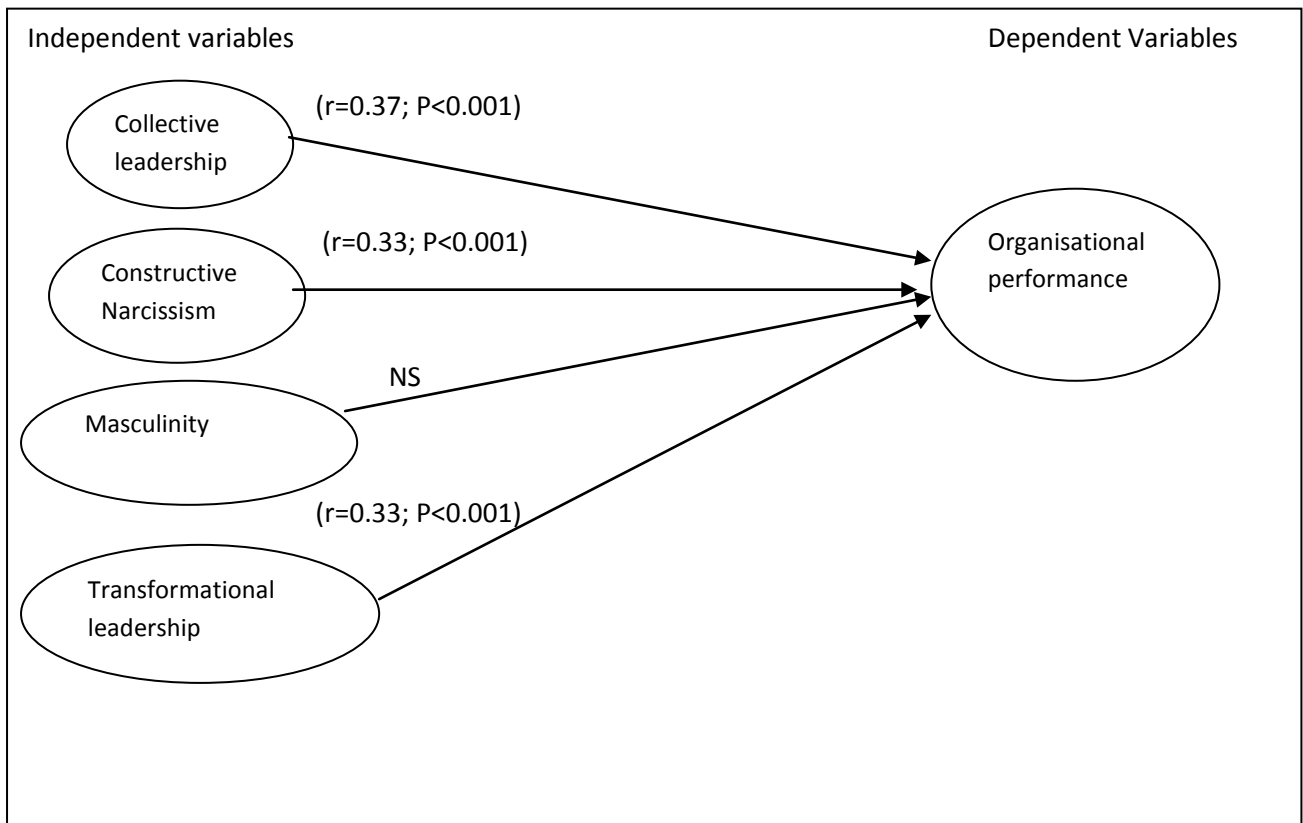 Independent variables
Dependent Variables
(r=0.37; P<0.001)
Collective
leadership
(r=0.33; P<0.001)
Constructive
Narcissism
Organisational
performance
NS
Masculinity
(r=0.33; P<0.001)
Transformational
leadership